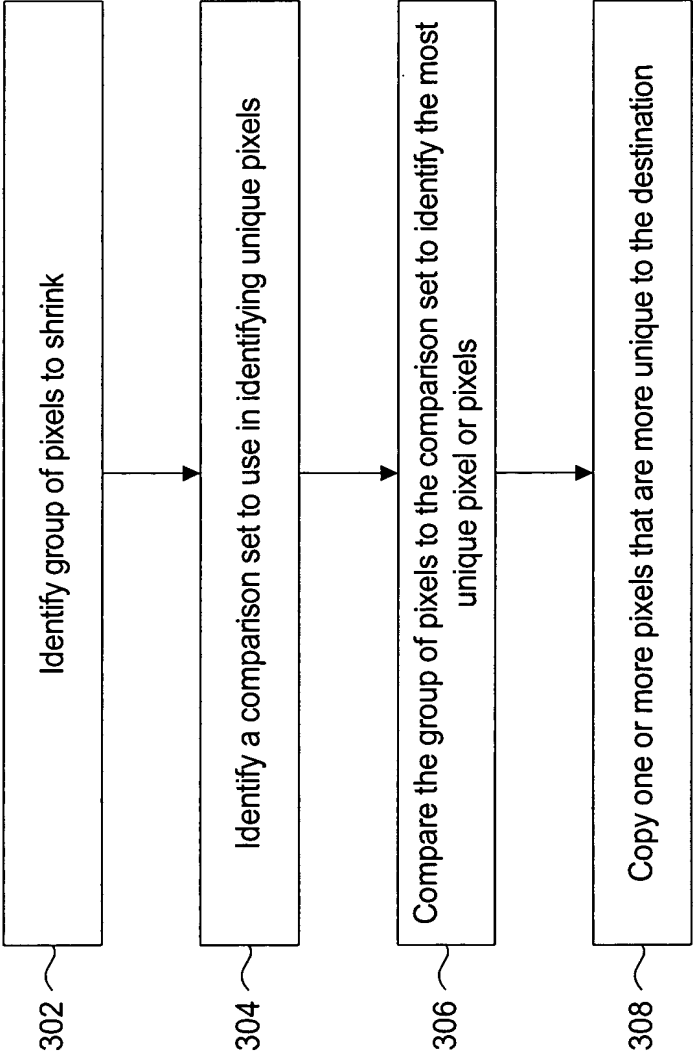 302
Identify group of pixels to shrink
304
Identify a comparison set to use in identifying unique pixels
306
Compare the group of pixels to the comparison set to identify the most
unique pixel or pixels
308
Copy one or more pixels that are more unique to the destination